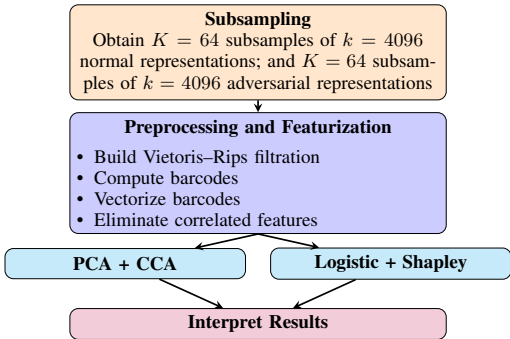 Subsampling
Obtain K = 64 subsamples of k = 4096
normal representations; and K = 64 subsam-
ples of k = 4096 adversarial representations
Preprocessing and Featurization
• Build Vietoris–Rips filtration
• Compute barcodes
• Vectorize barcodes
• Eliminate correlated features
PCA + CCA
Logistic + Shapley
Interpret Results